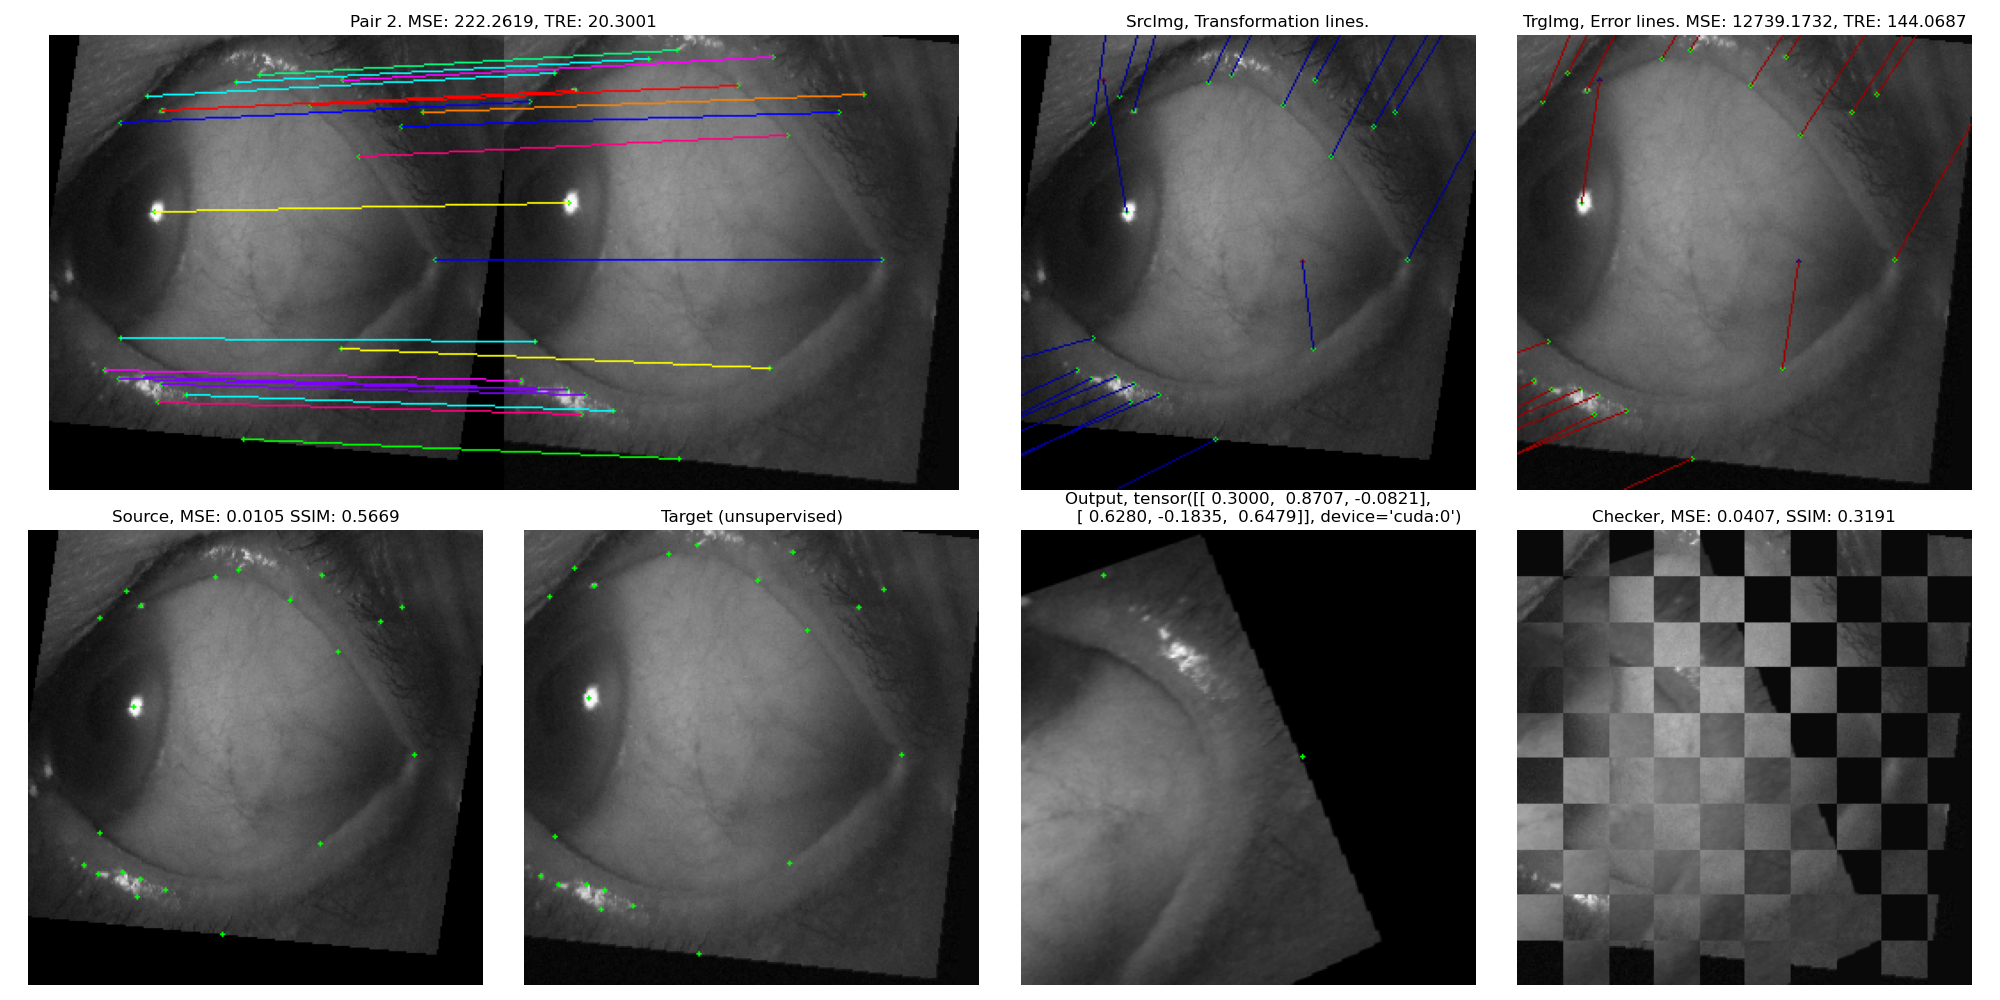 Pair 2. MSE: 222.2619, TRE: 20.3001
SrcImg, Transformation lines.
TrgImg, Error lines. MSE: 12739.1732, TRE: 144.0687
Source, MSE: 0.0105 SSIM: 0.5669
Target (unsupervised)
Output, tensor([[ 0.3000,  0.8707, -0.0821],
[ 0.6280, -0.1835,  0.6479]], device='cuda:0')
Checker, MSE: 0.0407, SSIM: 0.3191